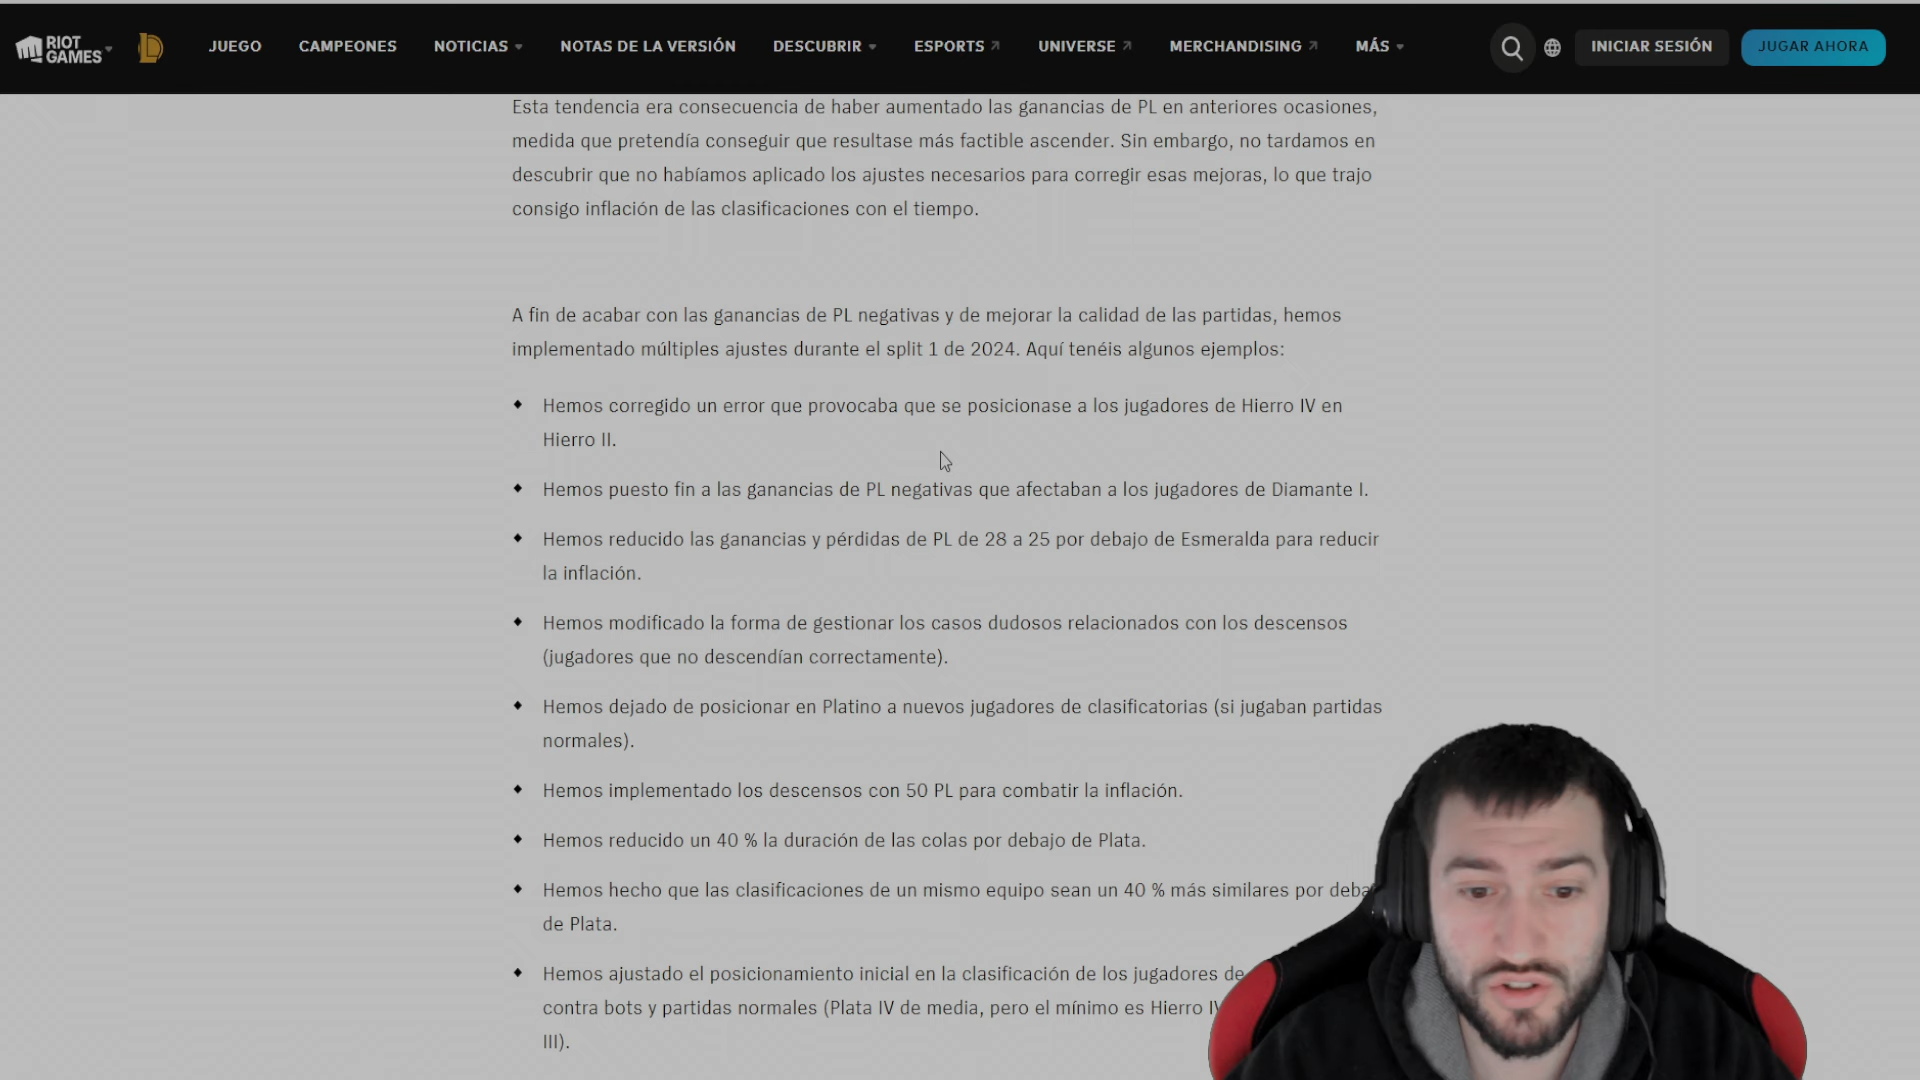 RIOT GAMES JUEGO CAMPEONES NOTICIAS NOTAS DE LA VERSIÓN DESCUBRIR ESPORTS UNIVERSE MERCHANDISING MÁS INICIAR SESIÓN JUGAR AHORA
Esta tendencia era consecuencia de haber aumentado las ganancias de PL en anteriores ocasiones,
medida que pretendía conseguir que resultase más factible ascender. Sin embargo, no tardamos en
descubrir que no habíamos aplicado los ajustes necesarios para corregir esas mejoras, lo que trajo
consigo inflación de las clasificaciones con el tiempo.
A fin de acabar con las ganancias de PL negativas y de mejorar la calidad de las partidas, hemos
implementado múltiples ajustes durante el split 1 de 2024. Aquí tenéis algunos ejemplos:
Hemos corregido un error que provocaba que se posicionase a los jugadores de Hierro IV en
Hierro II.
Hemos puesto fin a las ganancias de PL negativas que afectaban a los jugadores de Diamante I.
Hemos reducido las ganancias y pérdidas de PL de 28 a 25 por debajo de Esmeralda para reducir
la inflación.
Hemos modificado la forma de gestionar los casos dudosos relacionados con los descensos
(jugadores que no descendían correctamente).
Hemos dejado de posicionar en Platino a nuevos jugadores de clasificatorias (si jugaban partidas
normales).
Hemos implementado los descensos con 50 PL para combatir la inflación.
Hemos reducido un 40 % la duración de las colas por debajo de Plata.
Hemos hecho que las clasificaciones de un mismo equipo sean un 40 % más similares por
de Plata.
Hemos ajustado el posicionamiento inicial en la clasificación de los jugadores de
contra bots y partidas normales (Plata IV de media, pero el mínimo es Hierro
III).